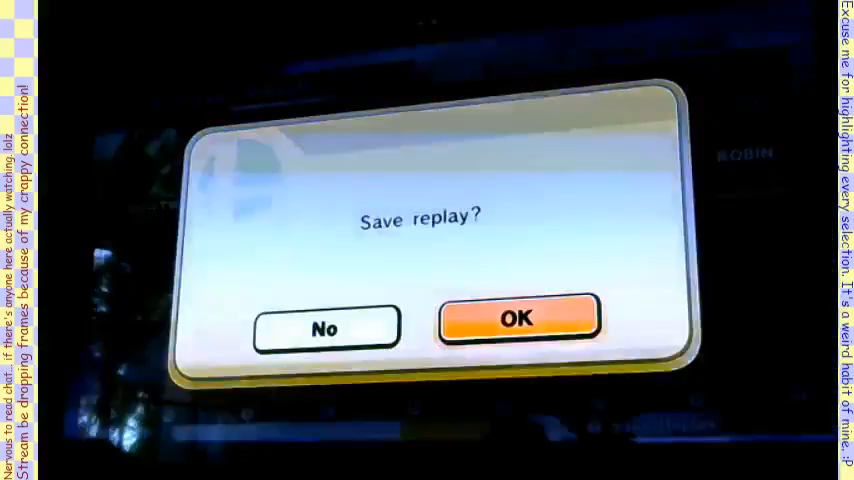 Nervous to read chat... if there's anyone here actually watching. lolz
Stream be dropping frames because of my crappy connection!
ROBIN
Save replay?
No
OK
Excuse me for highlighting every selection. It's a weird habit of mine. :P